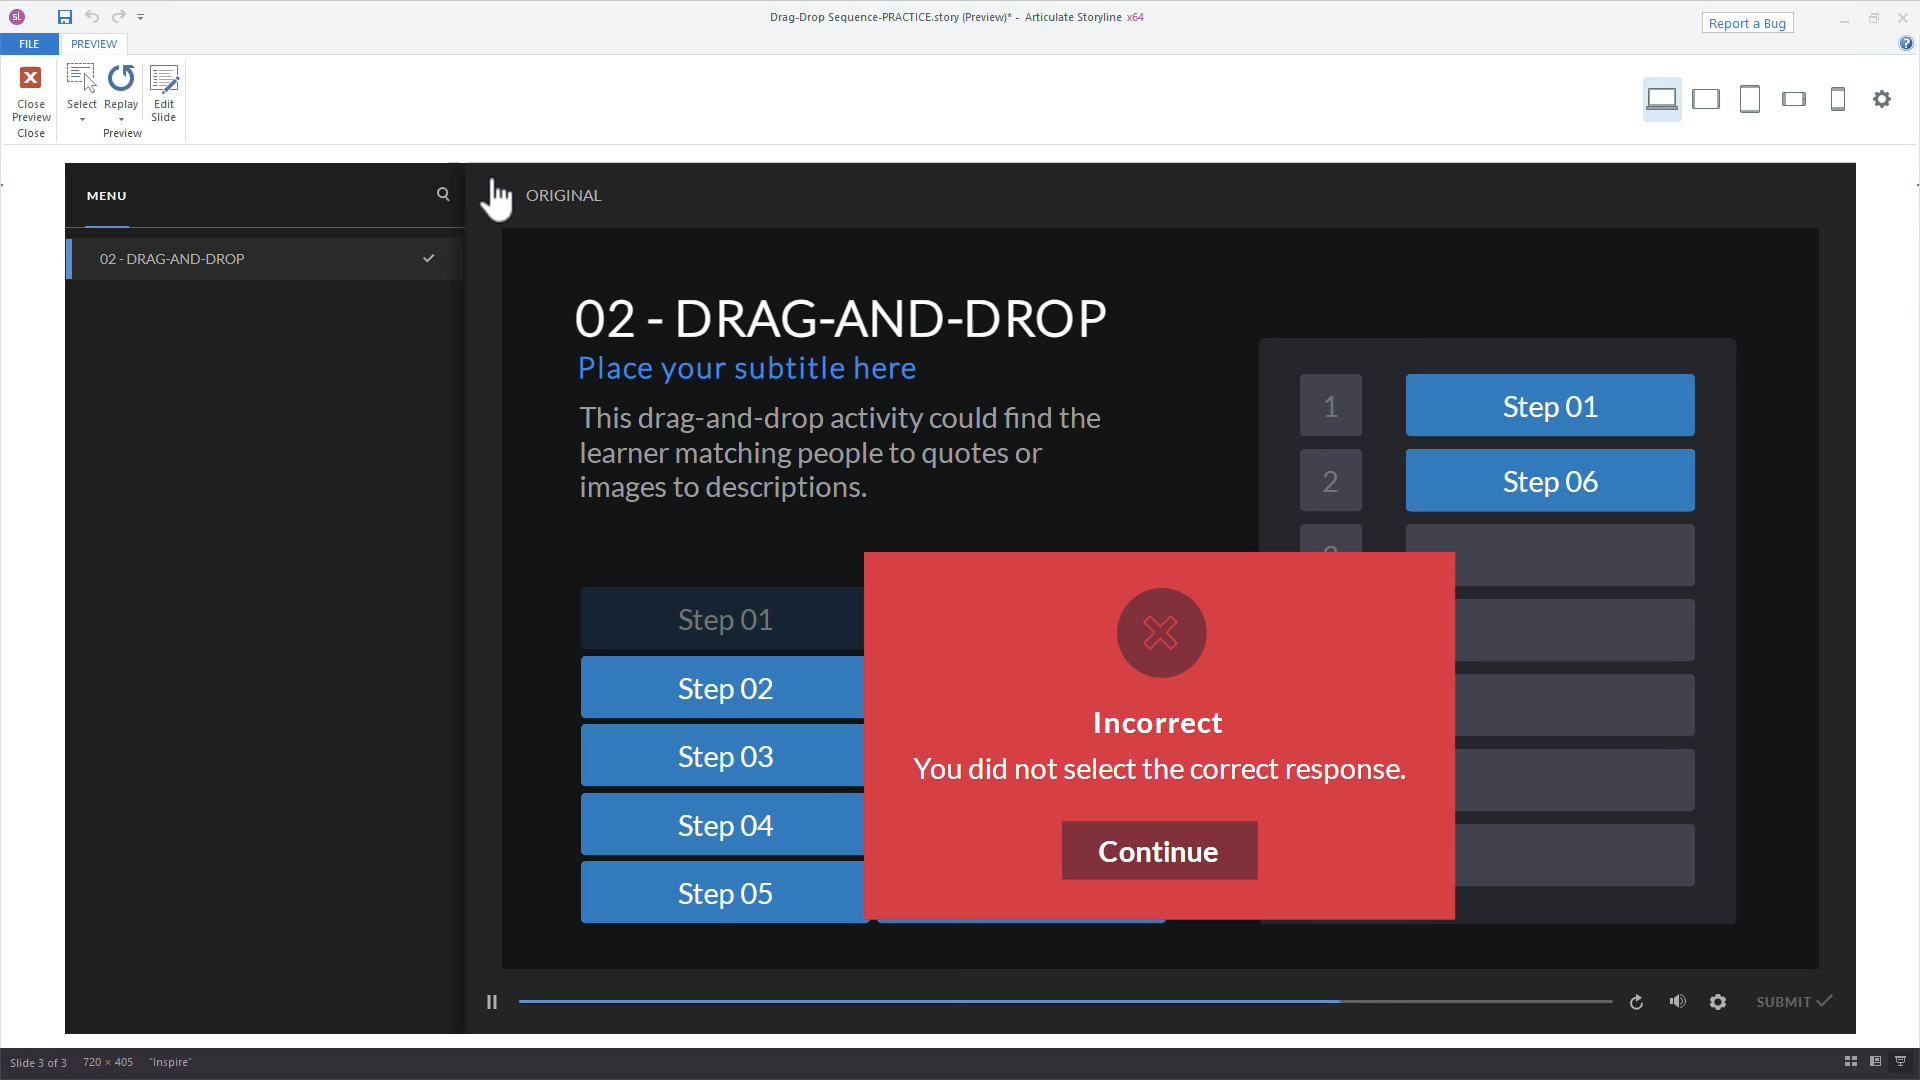 Drag-Drop Sequence-PRACTICE.story (Preview)* - Articulate Storyline x64
Report a Bug
FILE
PREVIEW
Close Preview
Select
Replay
Edit Slide
Close
Preview
MENU
ORIGINAL
02 - DRAG-AND-DROP
02 - DRAG-AND-DROP
Place your subtitle here
This drag-and-drop activity could find the
learner matching people to quotes or
images to descriptions.
1
Step 01
2
Step 06
Step 01
Step 02
Step 03
Step 04
Step 05
Incorrect
You did not select the correct response.
Continue
SUBMIT
Slide 3 of 3
720 × 405
"Inspire"